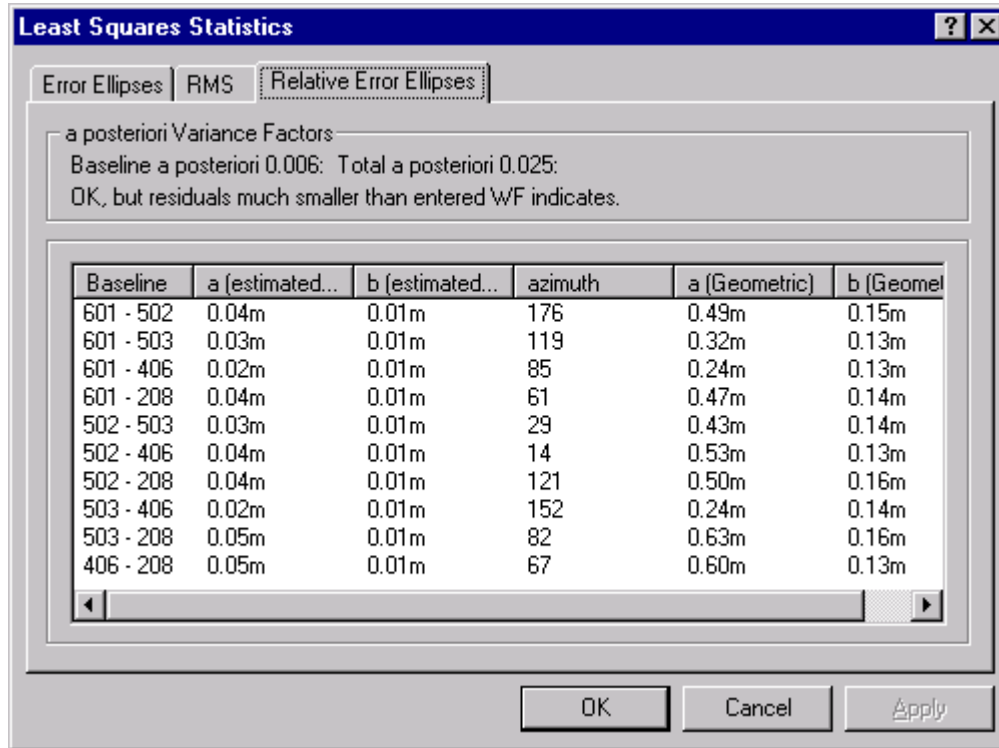 Least Squares Statistics
Error Ellipses RMS Relative Error Ellipses
a posteriori Variance Factors
Baseline a posteriori 0.006: Total a posteriori 0.025:
OK, but residuals much smaller than entered WF indicates.
Baseline a (estimated... b (estimated... azimuth a (Geometric) b (Geomet
601 - 502 0.04m 0.01m 176 0.49m 0.15m
601 - 503 0.03m 0.01m 119 0.32m 0.13m
601 - 406 0.02m 0.01m 85 0.24m 0.13m
601 - 208 0.04m 0.01m 61 0.47m 0.14m
502 - 503 0.03m 0.01m 29 0.43m 0.14m
502 - 406 0.04m 0.01m 14 0.53m 0.13m
502 - 208 0.04m 0.01m 121 0.50m 0.16m
503 - 406 0.02m 0.01m 152 0.24m 0.14m
503 - 208 0.05m 0.01m 82 0.63m 0.16m
406 - 208 0.05m 0.01m 67 0.60m 0.13m
OK Cancel Apply